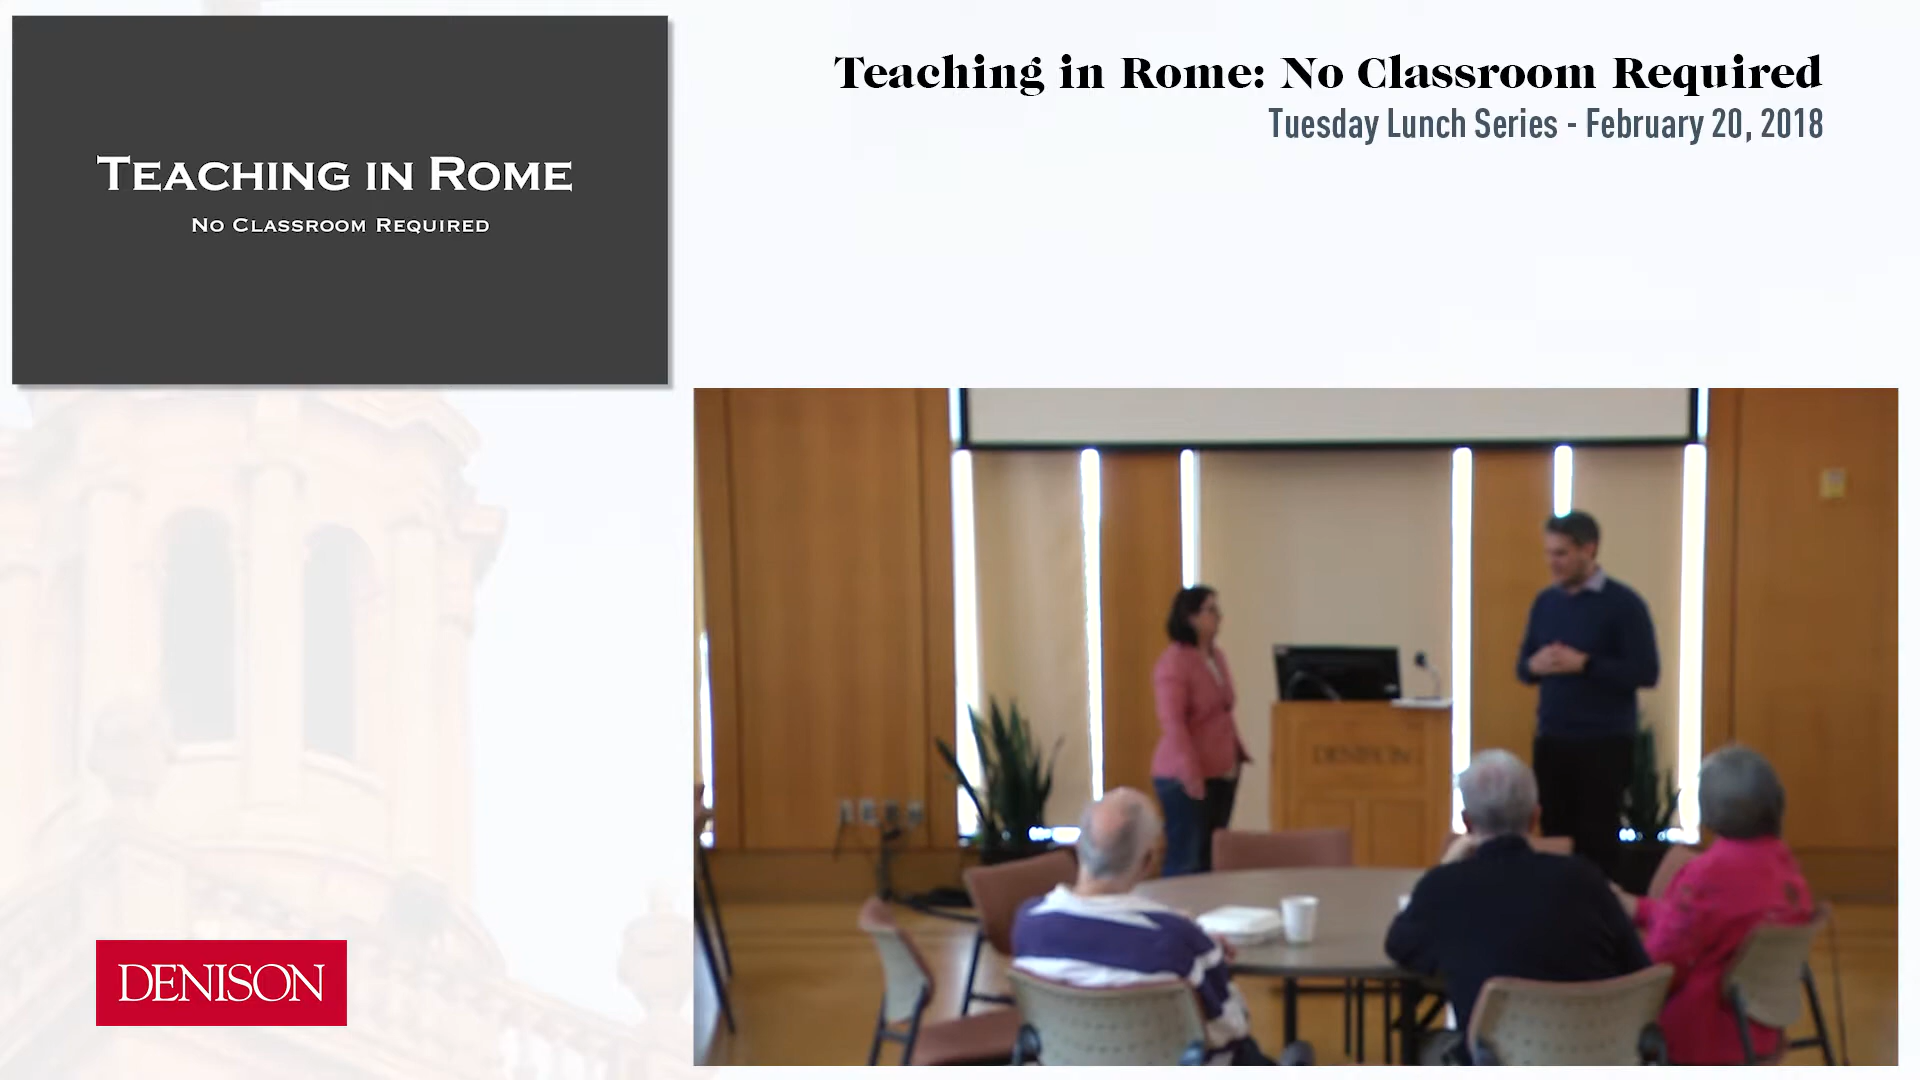 TEACHING IN ROME
NO CLASSROOM REQUIRED
Teaching in Rome: No Classroom Required
Tuesday Lunch Series - February 20, 2018
DENISON
DENISON